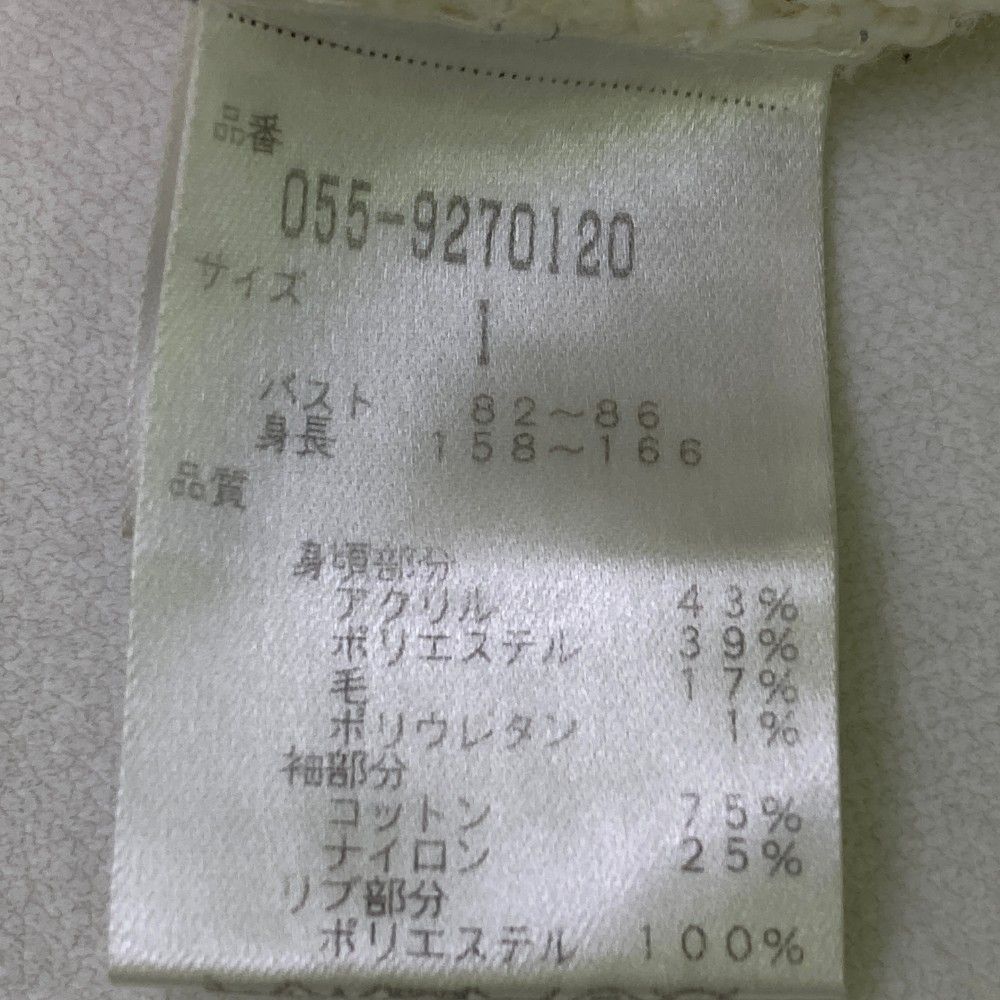 品番
055-9270120
サイズ
1
バスト 82～86
身長 158～166
品質
身頃部分
アクリル 43%
ポリエステル 39%
毛 17%
ポリウレタン 1%
袖部分
コットン 75%
ナイロン 25%
リブ部分
ポリエステル 100%